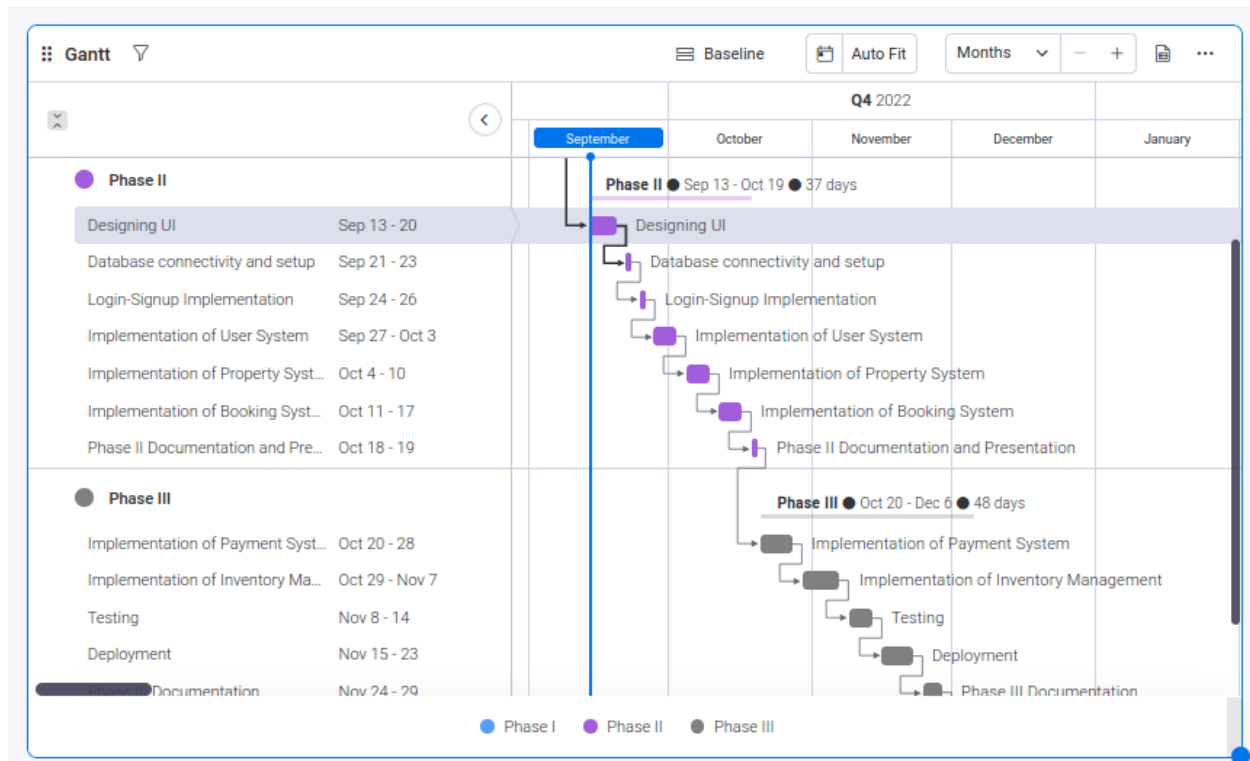 Gantt Baseline Auto Fit Months
Q4 2022
September October November December January
Phase II
Phase II ● Sep 13 - Oct 19 ● 37 days
Designing UI Sep 13 - 20 Designing UI
Database connectivity and setup Sep 21 - 23 Database connectivity and setup
Login-Signup Implementation Sep 24 - 26 Login-Signup Implementation
Implementation of User System Sep 27 - Oct 3 Implementation of User System
Implementation of Property Syst... Oct 4 - 10 Implementation of Property System
Implementation of Booking Syst... Oct 11 - 17 Implementation of Booking System
Phase II Documentation and Pre... Oct 18 - 19 Phase II Documentation and Presentation
Phase III
Phase III ● Oct 20 - Dec 6 ● 48 days
Implementation of Payment Syst... Oct 20 - 28 Implementation of Payment System
Implementation of Inventory Ma... Oct 29 - Nov 7 Implementation of Inventory Management
Testing Nov 8 - 14 Testing
Deployment Nov 15 - 23 Deployment
Documentation Nov 24 - 29 Phase III Documentation
Phase I Phase II Phase III